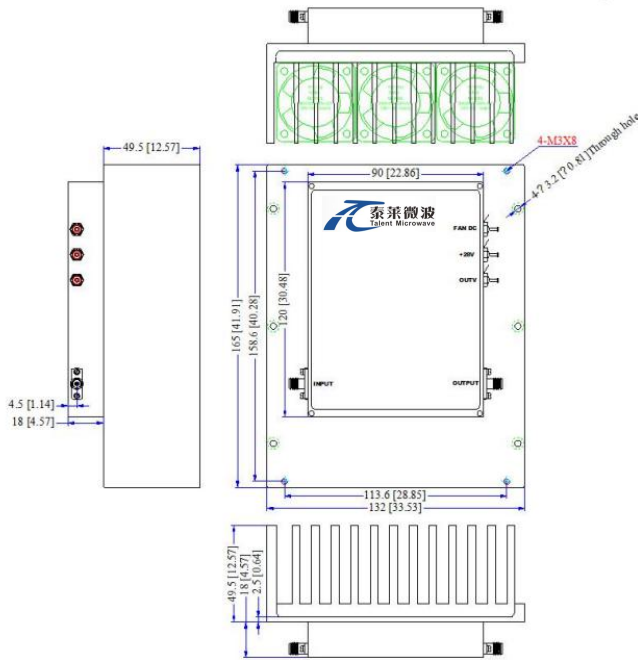 49.5 [12.57]
4-M3X8
4-? 3.2 [? 0.81] Through hole
90 [22.86]
泰莱微波
Talent Microwave
FAN DC
+28V
OUTV
165 [41.91]
158.6 [40.28]
120 [30.48]
INPUT
OUTPUT
4.5 [1.14]
18 [4.57]
113.6 [28.85]
132 [33.53]
49.5 [12.57]
18 [4.57]
2.5 [0.64]